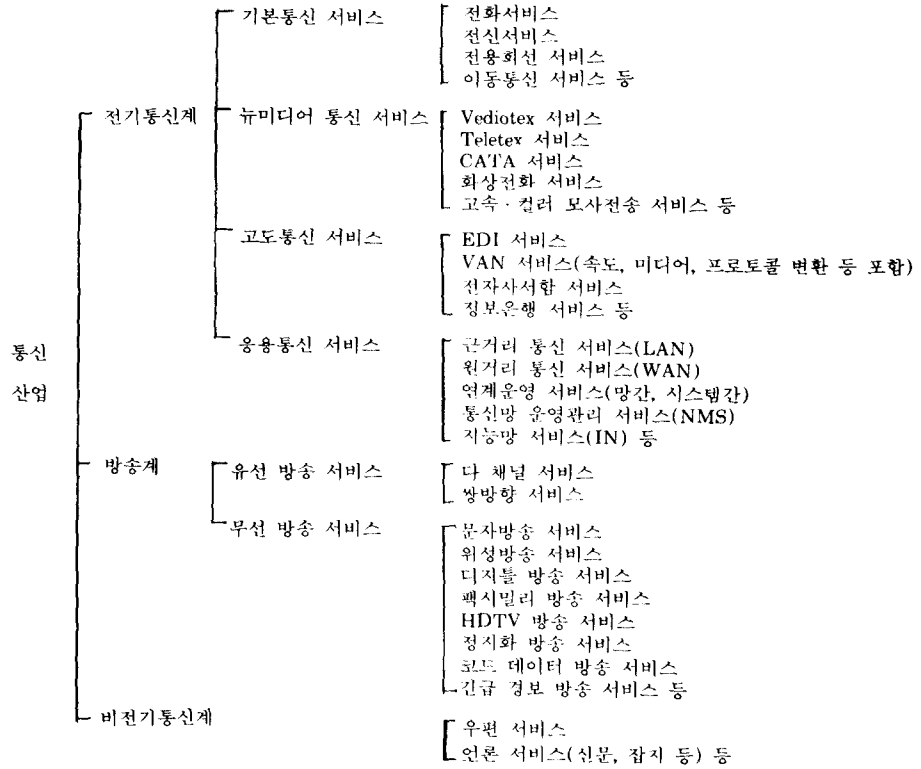 기본통신 서비스
전화서비스
전신서비스
전용회선 서비스
이동통신 서비스 등
전기통신계
뉴미디어 통신 서비스
Vediotex 서비스
Teletex 서비스
CATA 서비스
화상전화 서비스
고속 · 컬러 모사전송 서비스 등
고도통신 서비스
EDI 서비스
VAN 서비스(속도, 미디어, 프로토콜 변환 등 포함)
전자사서함 서비스
정보은행 서비스 등
통신
산업
응용통신 서비스
근거리 통신 서비스(LAN)
원거리 통신 서비스(WAN)
연계운영 서비스(망간, 시스템간)
통신망 운영관리 서비스(NMS)
지능망 서비스(IN) 등
방송계
유선 방송 서비스
다 채널 서비스
쌍방향 서비스
무선 방송 서비스
문자방송 서비스
위성방송 서비스
디지틀 방송 서비스
팩시밀리 방송 서비스
HDTV 방송 서비스
정지화 방송 서비스
코드 데이터 방송 서비스
긴급 경보 방송 서비스 등
비전기통신계
우편 서비스
언론 서비스(신문, 잡지 등) 등